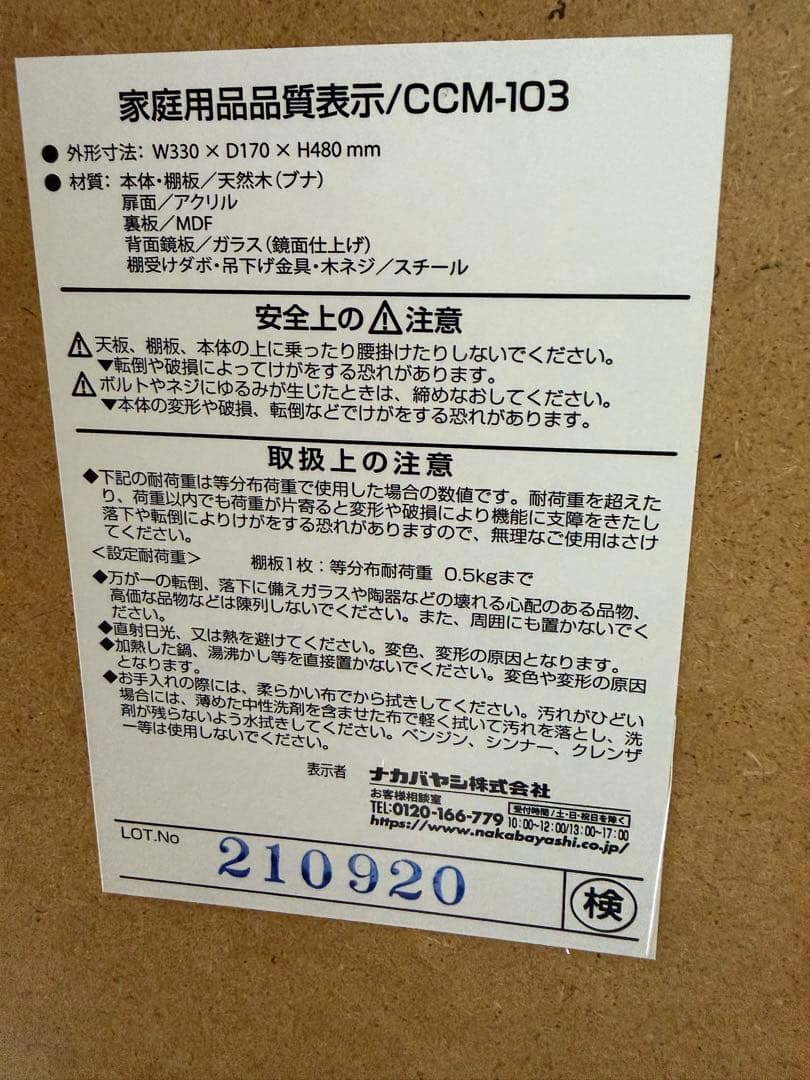 家庭用品品質表示/CCM-103
● 外形寸法： W330 × D170 × H480 mm
● 材質： 本体・棚板／天然木（ブナ）
扉面／アクリル
裏板／MDF
背面鏡板／ガラス（鏡面仕上げ）
棚受けダボ・吊下げ金具・木ネジ／スチール
安全上の⚠注意
⚠天板、棚板、本体の上に乗ったり腰掛けたりしないでください。
▼転倒や破損によってけがをする恐れがあります。
⚠ボルトやネジにゆるみが生じたときは、締めなおしてください。
▼本体の変形や破損、転倒などでけがをする恐れがあります。
取扱上の注意
◆下記の耐荷重は等分布荷重で使用した場合の数値です。耐荷重を超えた
り、荷重以内でも荷重が片寄ると変形や破損により機能に支障をきたし
落下や転倒によりけがをする恐れがありますので、無理なご使用はさけ
てください。
＜設定耐荷重＞ 棚板1枚：等分布耐荷重 0.5kgまで
◆万が一の転倒、落下に備えガラスや陶器などの壊れる心配のある品物、
高価な品物などは陳列しないでください。また、周囲にも置かないでく
ださい。
◆直射日光、又は熱を避けてください。変色、変形の原因となります。
◆加熱した鍋、湯沸かし等を直接置かないでください。変色や変形の原因
となります。
◆お手入れの際には、柔らかい布でから拭きしてください。汚れがひどい
場合には、薄めた中性洗剤を含ませた布で軽く拭いて汚れを落とし、洗
剤が残らないよう水拭きしてください。ベンジン、シンナー、クレンザ
ー等は使用しないでください。
表示者 ナカバヤシ株式会社
お客様相談室
TEL:0120-166-779 受付時間/土・日・祝日を除く 10:00~12:00/13:00~17:00
https://www.nakabayashi.co.jp/
LOT.No 210920 検